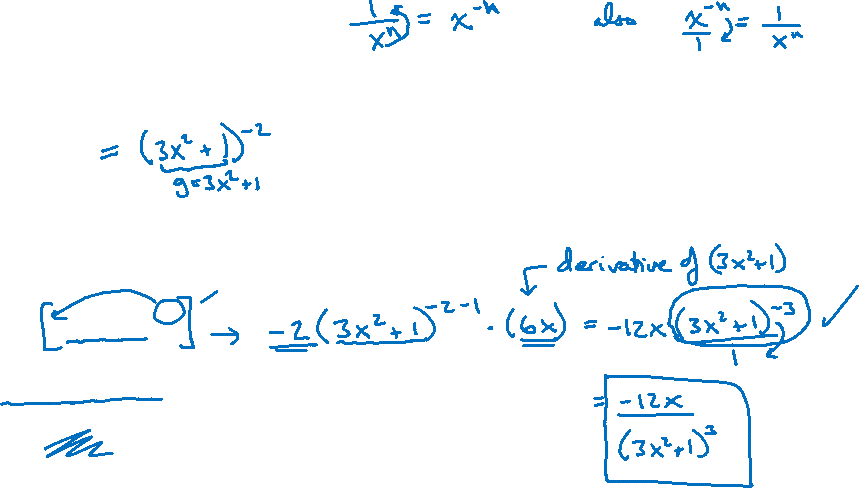 1/xⁿ = x⁻ⁿ also x⁻ⁿ/1 = 1/xⁿ
= (3x² + 1)⁻²
g = 3x² + 1
derivative of (3x²+1)
[ ]′ → -2(3x² + 1)⁻²⁻¹ · (6x) = -12x (3x²+1)⁻³/1 ✓
= -12x/(3x²+1)³